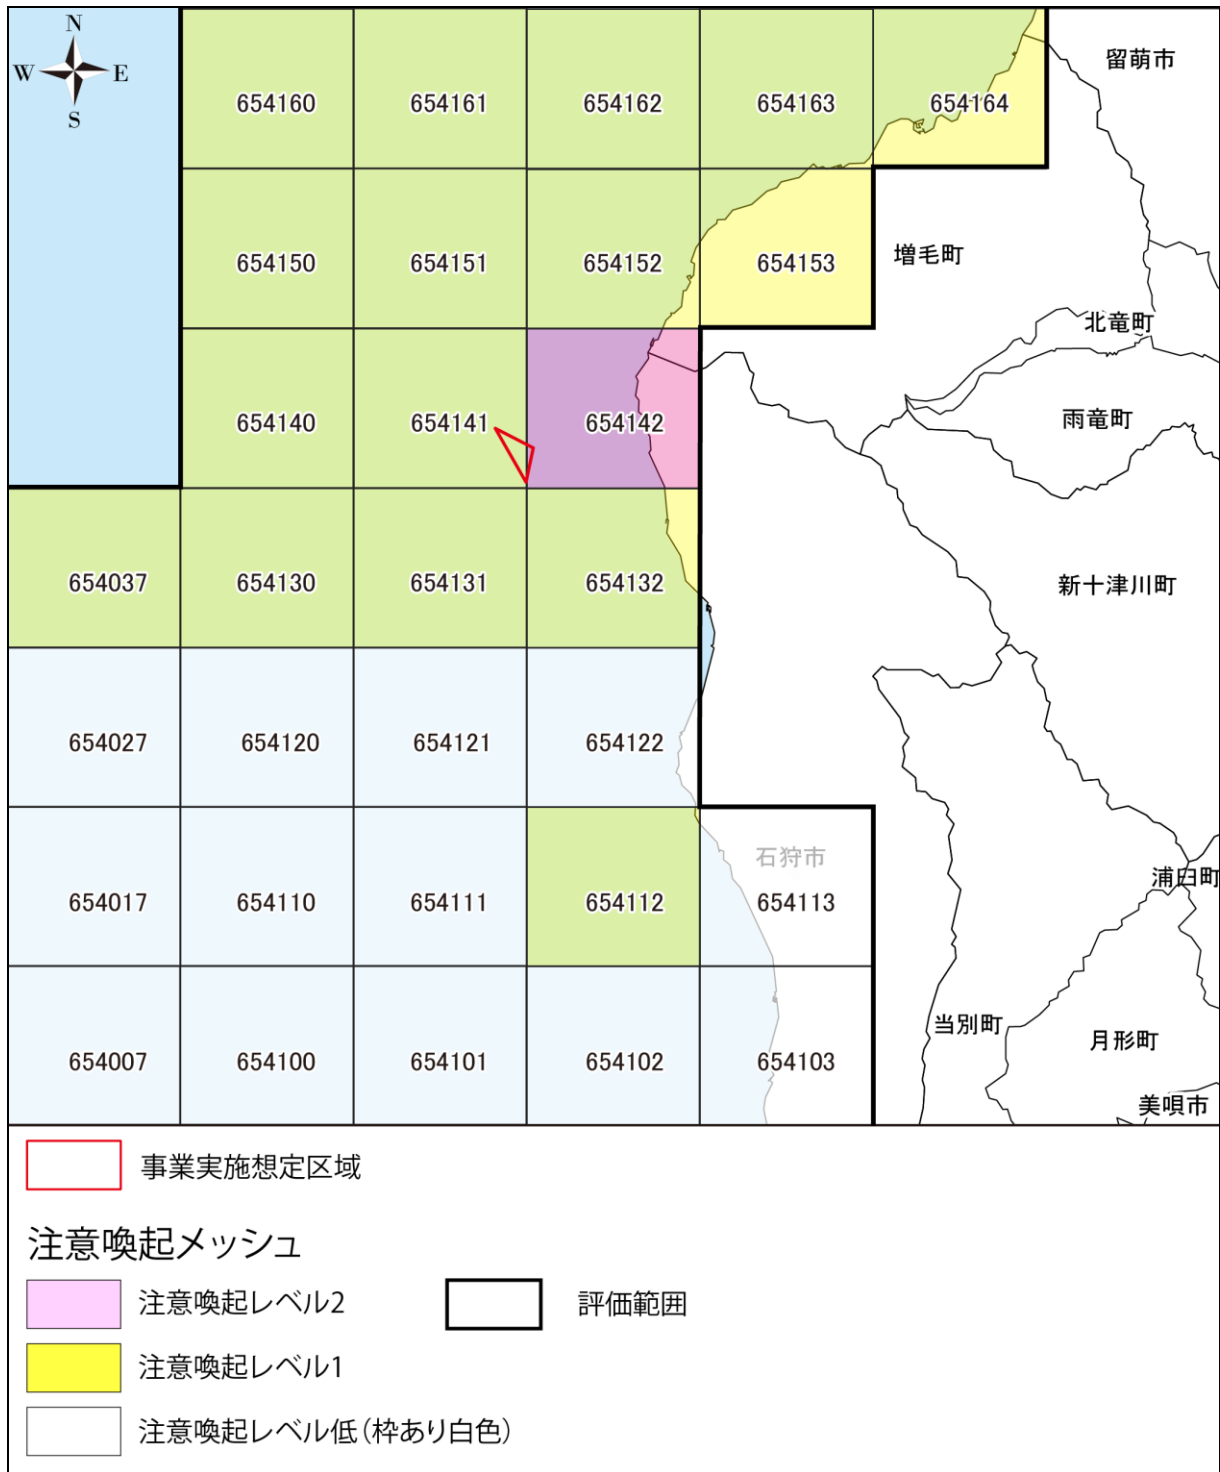 N
W E
S
留萌市
654160 654161 654162 654163 654164
654150 654151 654152 654153 増毛町
北竜町
654140 654141 654142 雨竜町
654037 654130 654131 654132 新十津川町
654027 654120 654121 654122
石狩市
浦臼町
654017 654110 654111 654112 654113
当別町 月形町
654007 654100 654101 654102 654103
美唄市
事業実施想定区域
注意喚起メッシュ
注意喚起レベル2 評価範囲
注意喚起レベル1
注意喚起レベル低(枠あり白色)